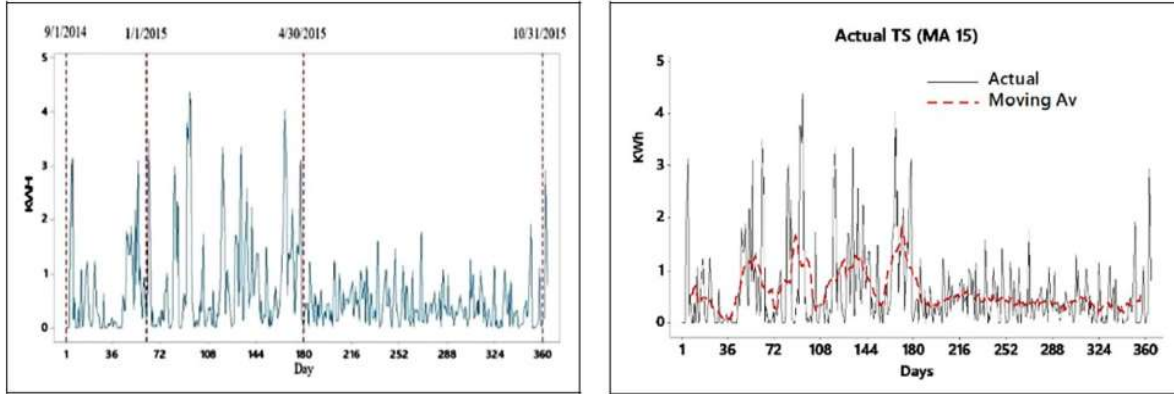 9/1/2014 1/1/2015 4/30/2015 10/31/2015
5
4
3
2
1
0
KWH
1 36 72 108 144 180 216 252 288 324 360
Day
Actual TS (MA 15)
Actual
Moving Av
5
4
3
2
1
0
KWh
1 36 72 108 144 180 216 252 288 324 360
Days